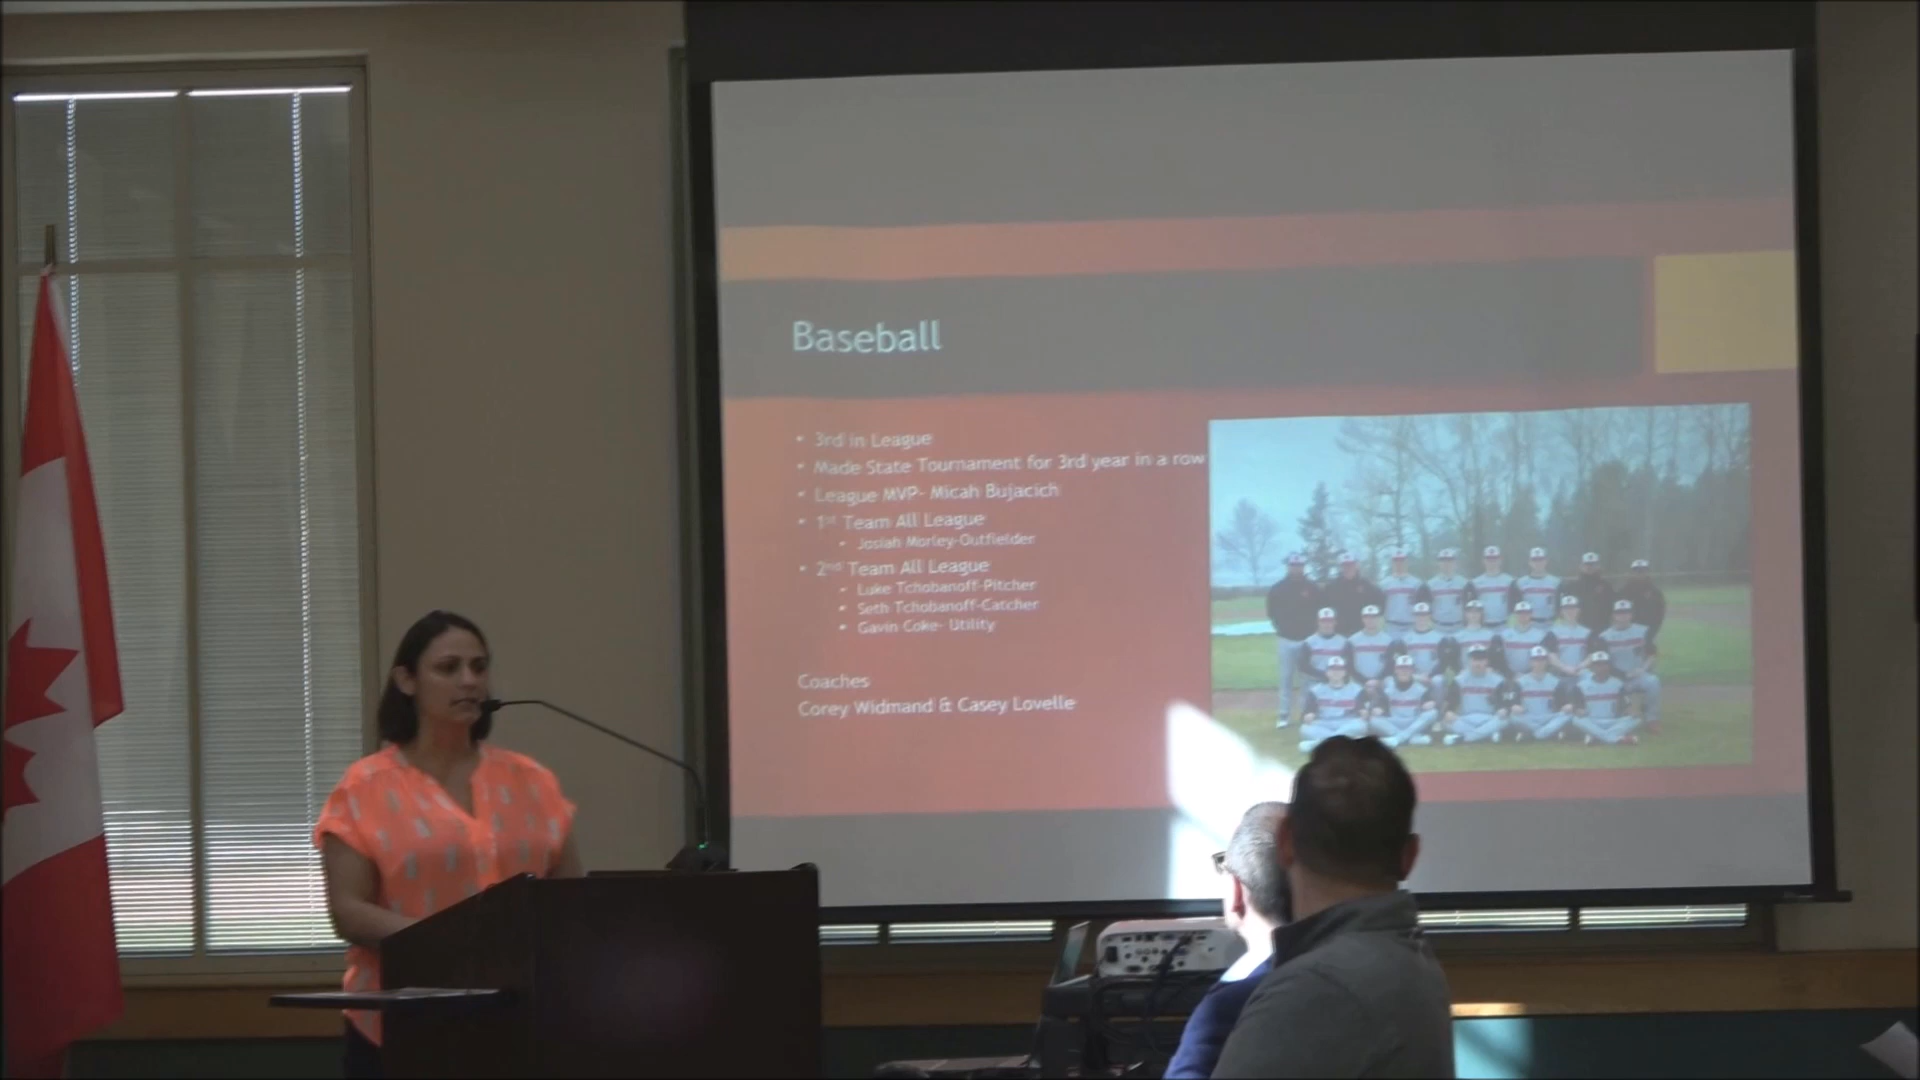 Baseball
• 3rd in League
• Made State Tournament for 3rd year in a row
• League MVP- Micah Bujacich
• 1st Team All League
• Josiah Morley-Outfielder
• 2nd Team All League
• Luke Tchobanoff-Pitcher
• Seth Tchobanoff-Catcher
• Gavin Coke- Utility
Coaches
Corey Widmand & Casey Lovelle